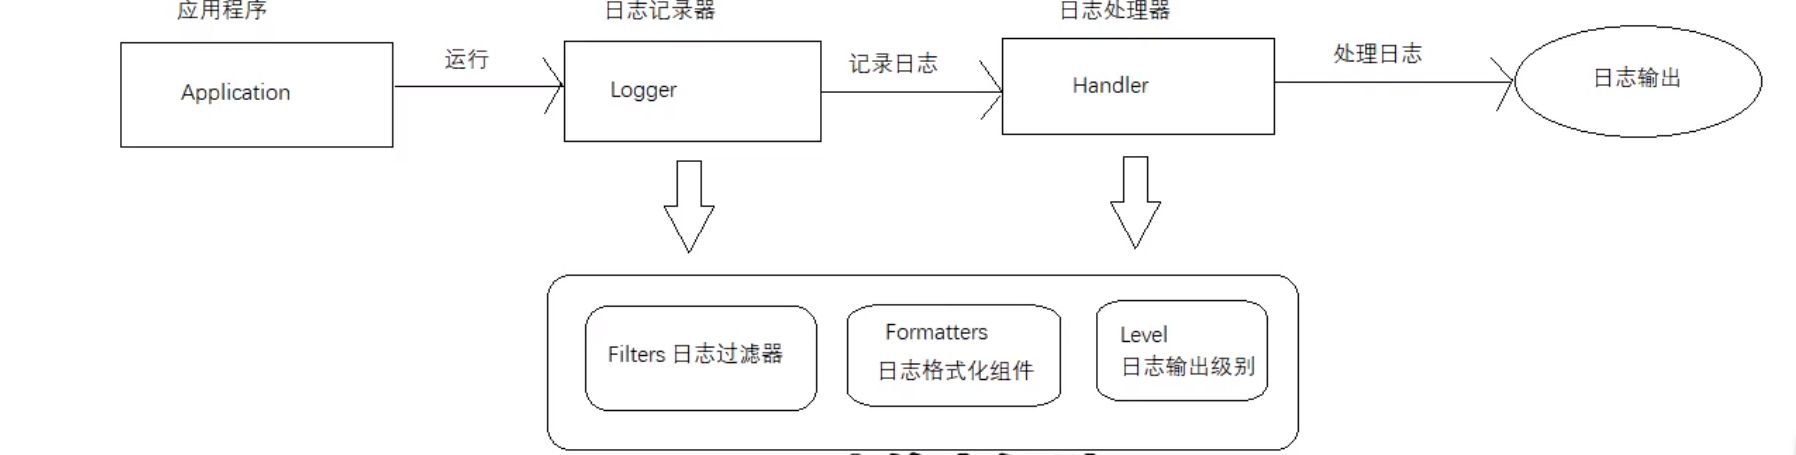 应用程序
日志记录器
日志处理器
Application
运行
Logger
记录日志
Handler
处理日志
日志输出
Filters 日志过滤器
Formatters
日志格式化组件
Level
日志输出级别